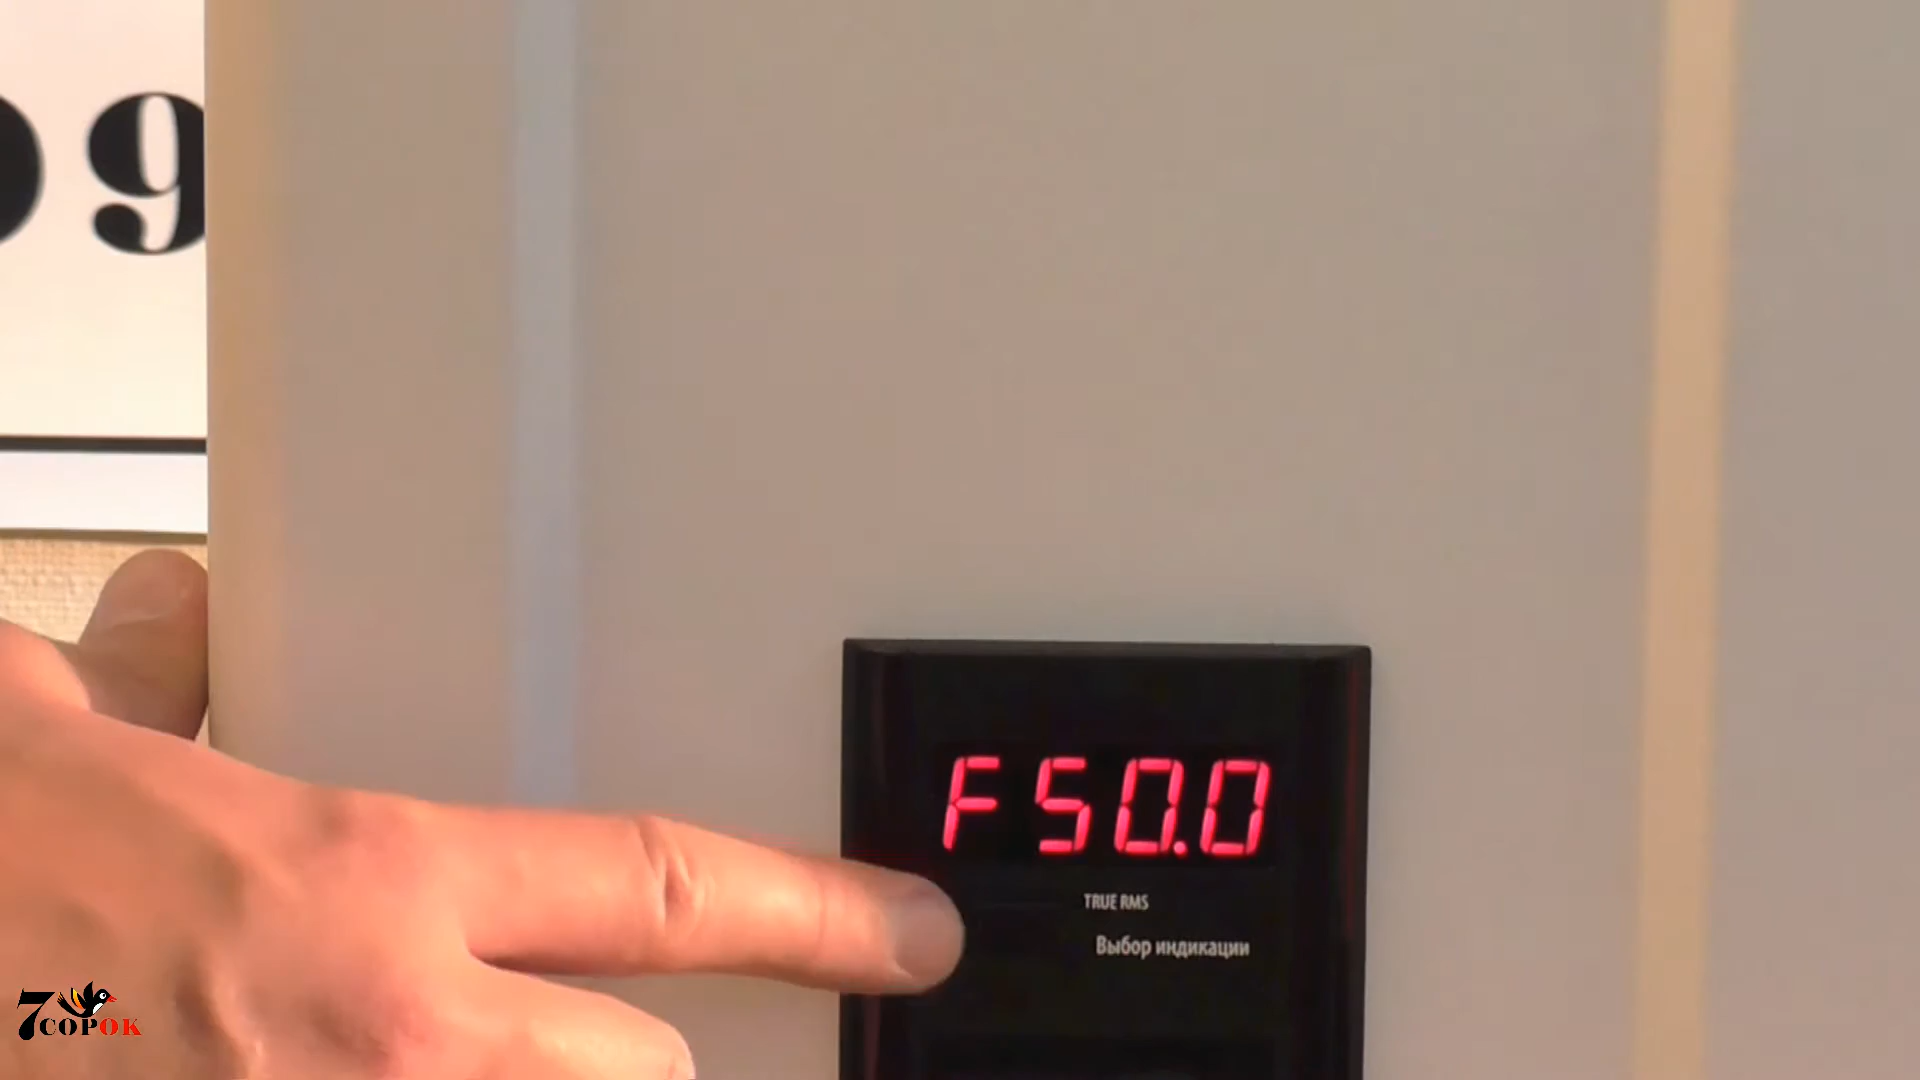 9
F 50.0
TRUE RMS
Выбор индикации
7
СОРОК